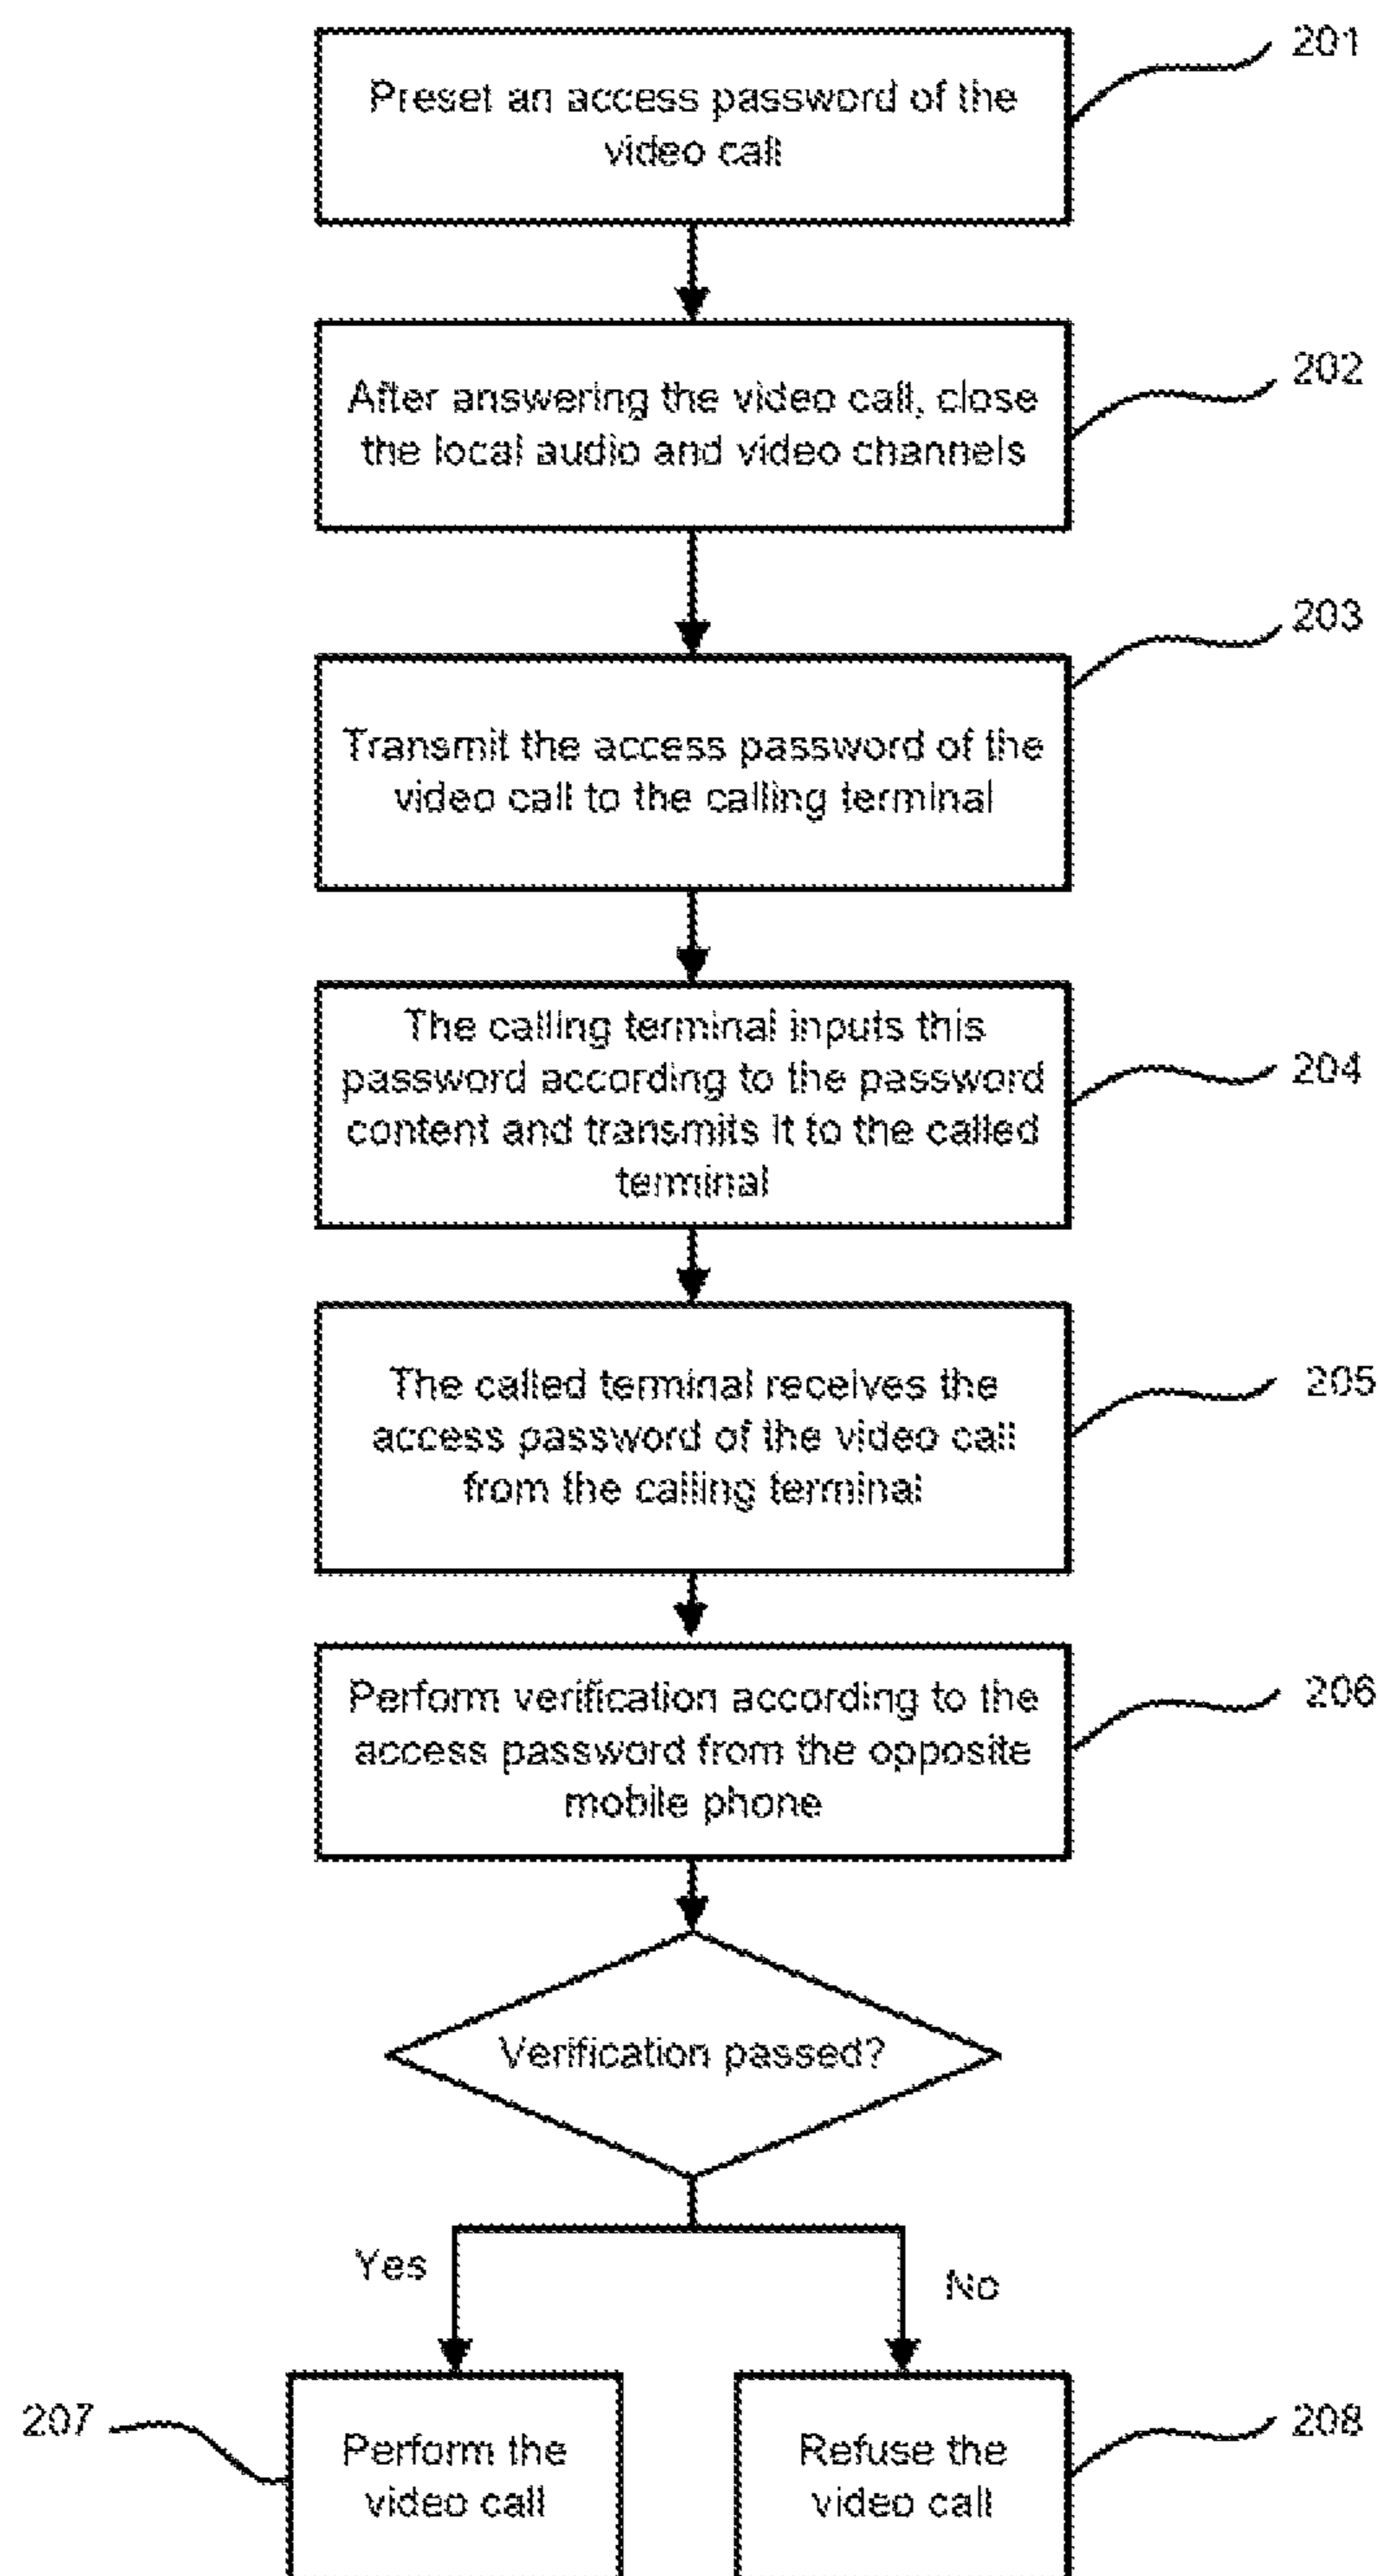 201
Preset an access password of the
video call
202
After answering the video call, close
the local audio and video channels
203
Transmit the access password of the
video call to the calling terminal
204
The calling terminal inputs this
password according to the password
content and transmits it to the called
terminal
205
The called terminal receives the
access password of the video call
from the calling terminal
206
Perform verification according to the
access password from the opposite
mobile phone
Verification passed?
Yes
No
207
Perform the
video call
208
Refuse the
video call